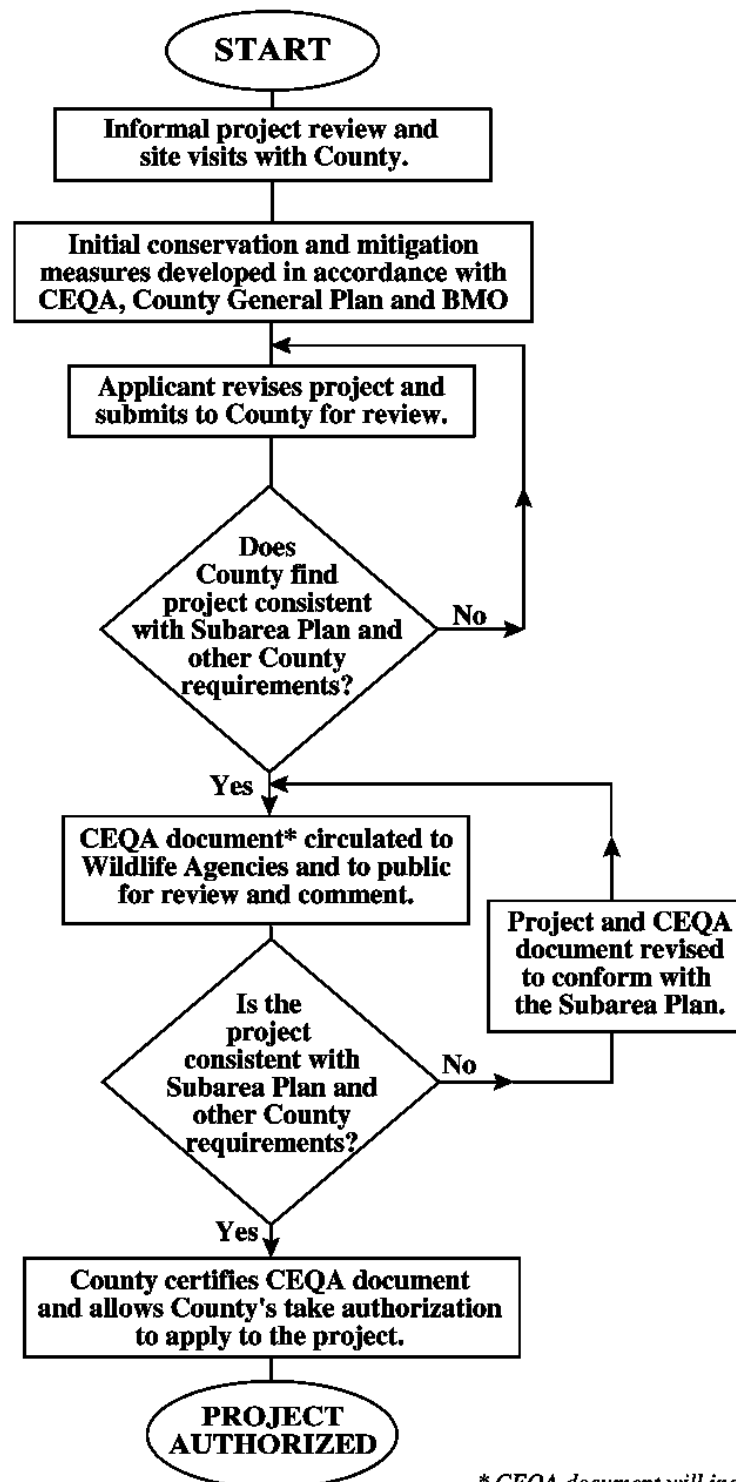 START
Informal project review and
site visits with County.
Initial conservation and mitigation
measures developed in accordance with
CEQA, County General Plan and BMO
Applicant revises project and
submits to County for review.
Does
County find
project consistent
with Subarea Plan and
other County
requirements?
No
Yes
CEQA document* circulated to
Wildlife Agencies and to public
for review and comment.
Project and CEQA
document revised
to conform with
the Subarea Plan.
Is the
project
consistent with
Subarea Plan and
other County
requirements?
No
Yes
County certifies CEQA document
and allows County's take authorization
to apply to the project.
PROJECT
AUTHORIZED
* CEQA document will